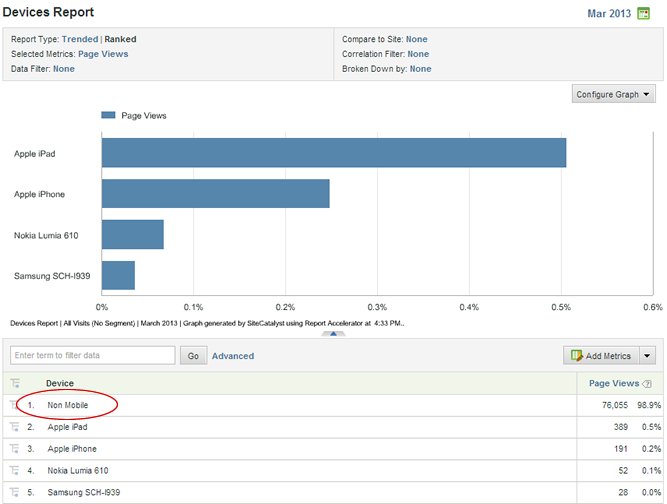 Devices Report
Mar 2013
Report Type: Trended | Ranked
Compare to Site: None
Selected Metrics: Page Views
Correlation Filter: None
Data Filter: None
Broken Down by: None
Configure Graph
Page Views
Apple iPad
Apple iPhone
Nokia Lumia 610
Samsung SCH-I939
0% 0.1% 0.2% 0.3% 0.4% 0.5% 0.6%
Devices Report | All Visits (No Segment) | March 2013 | Graph generated by SiteCatalyst using Report Accelerator at 4:33 PM..
Enter term to filter data Go Advanced Add Metrics
Device Page Views ?
1. Non Mobile 76,055 98.9%
2. Apple iPad 389 0.5%
3. Apple iPhone 191 0.2%
4. Nokia Lumia 610 52 0.1%
5. Samsung SCH-I939 28 0.0%